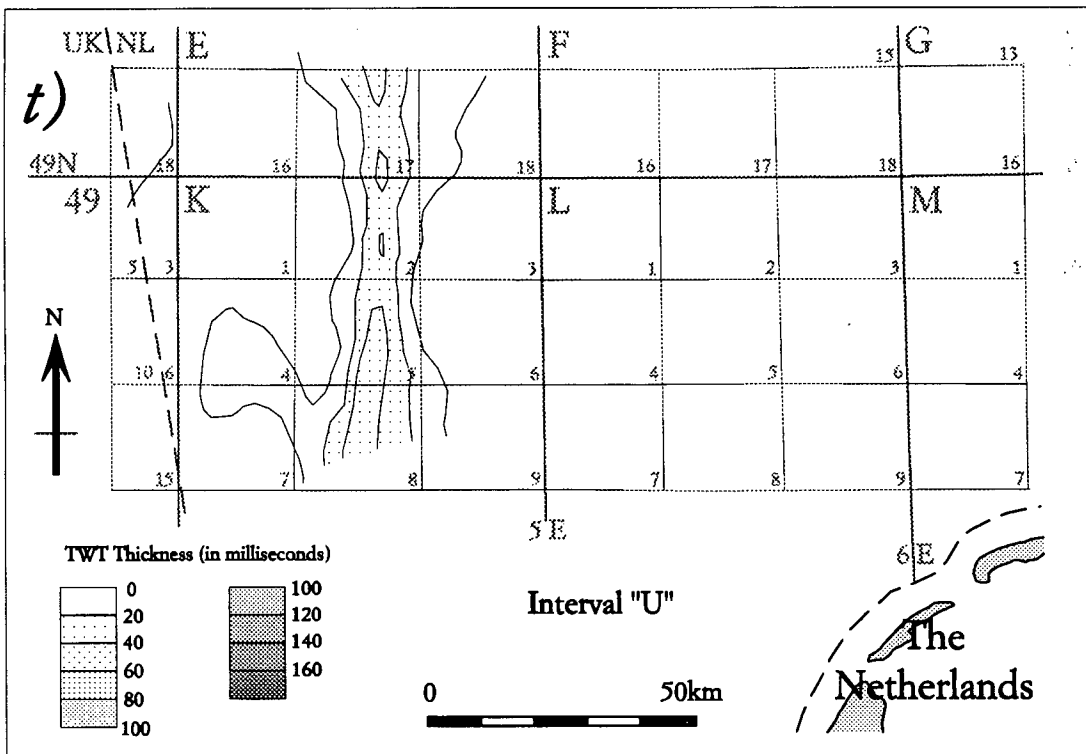 UK NL E F G
15 13
t)
49N 18 16 17 18 16 17 18 16
49 K L M
5 3 1 2 3 1 2 3 1
N
10 6 4 5 6 4 5 6 4
15 7 8 9 7 8 9 7
5 E
6 E
TWT Thickness (in milliseconds)
0
20
40
60
80
100
100
120
140
160
Interval "U"
0 50km
The
Netherlands